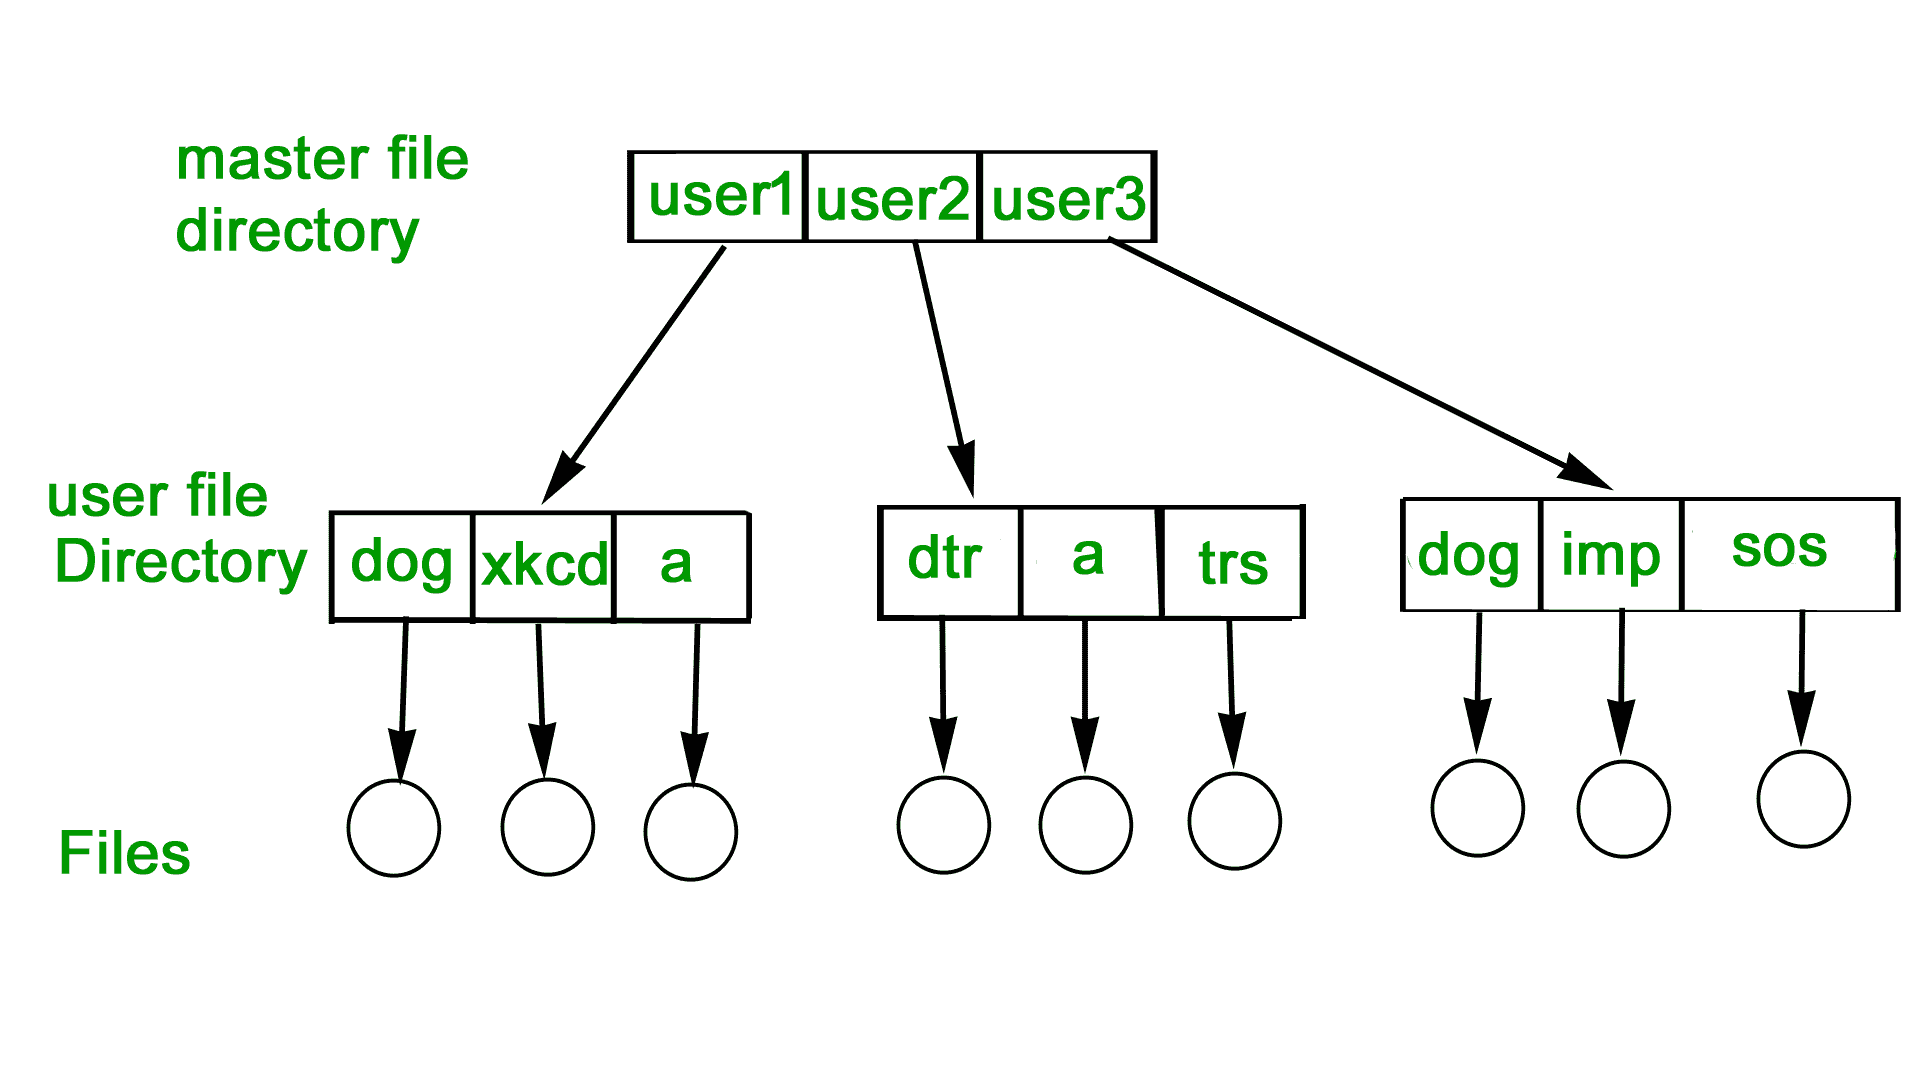 master file
directory
user1 user2 user3
user file
Directory
dog xkcd a
dtr a trs
dog imp sos
Files